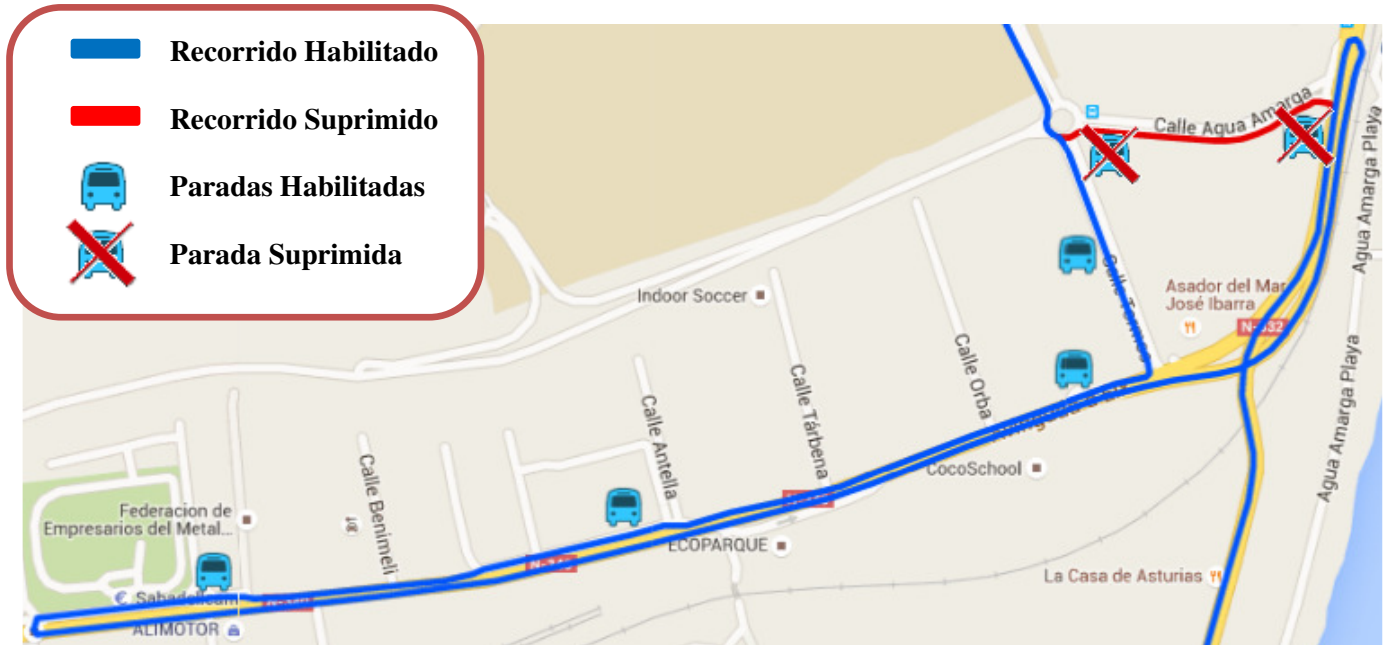 Recorrido Habilitado
Recorrido Suprimido
Paradas Habilitadas
Parada Suprimida
Calle Agua Amarga
Agua Amarga Playa
Calle Tormos
Indoor Soccer
Asador del Mar
José Ibarra
N-332
Calle Orba
Calle Tárbena
Calle Antella
Agua Amarga Playa
CocoSchool
Calle Benimeli
Federacion de
Empresarios del Metal...
ECOPARQUE
La Casa de Asturias
ALIMOTOR